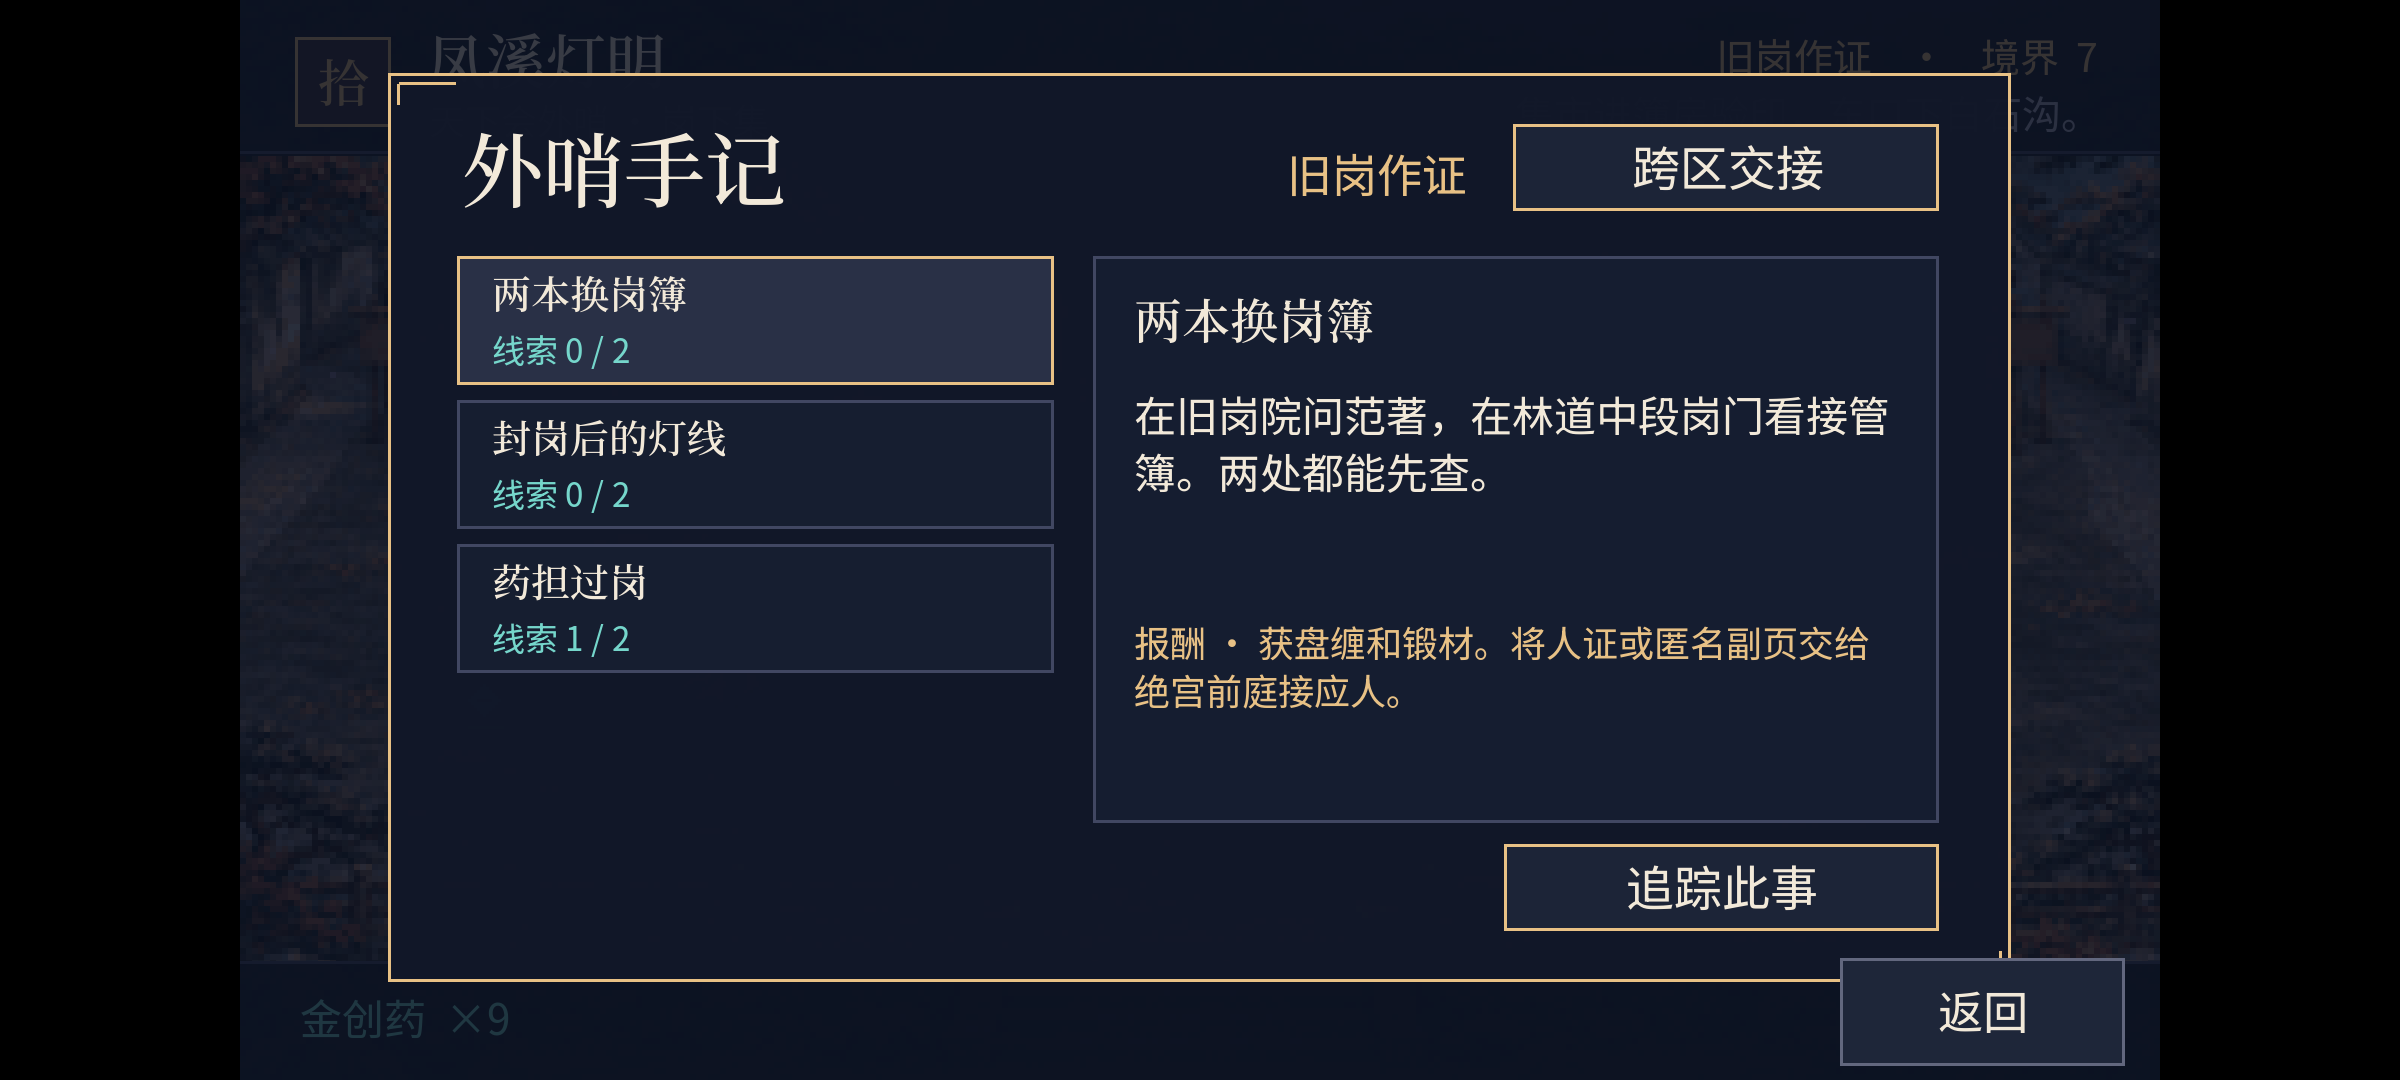 拾
凤溪灯明
旧岗作证 · 境界 7
石沟。
外哨手记
旧岗作证
跨区交接
两本换岗簿
线索 0 / 2
封岗后的灯线
线索 0 / 2
药担过岗
线索 1 / 2
两本换岗簿
在旧岗院问范著，在林道中段岗门看接管
簿。两处都能先查。
报酬 · 获盘缠和锻材。将人证或匿名副页交给
绝宫前庭接应人。
追踪此事
返回
金创药 ×9